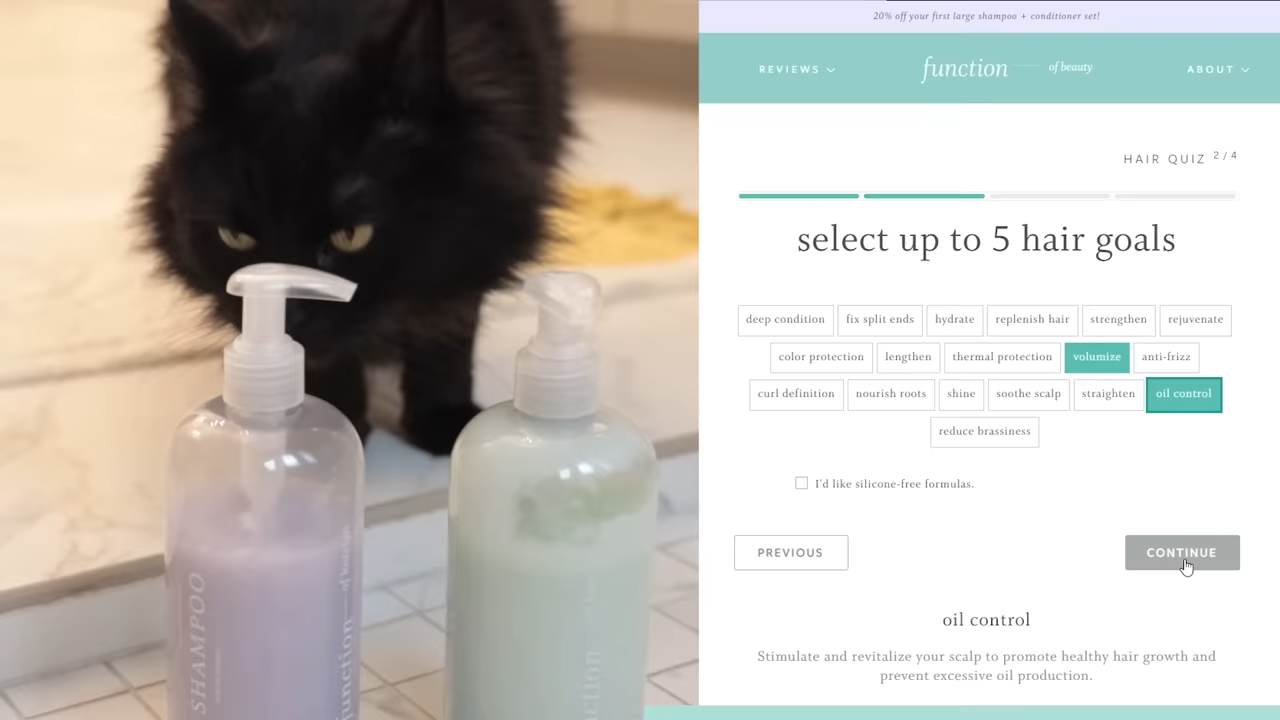 20% off your first large shampoo + conditioner set!
REVIEWS
function of beauty
ABOUT
HAIR QUIZ 2/4
select up to 5 hair goals
deep condition fix split ends hydrate replenish hair strengthen rejuvenate
color protection lengthen thermal protection volumize anti-frizz
curl definition nourish roots shine soothe scalp straighten oil control
reduce brassiness
I'd like silicone-free formulas.
PREVIOUS
CONTINUE
oil control
Stimulate and revitalize your scalp to promote healthy hair growth and
prevent excessive oil production.
SHAMPOO
function